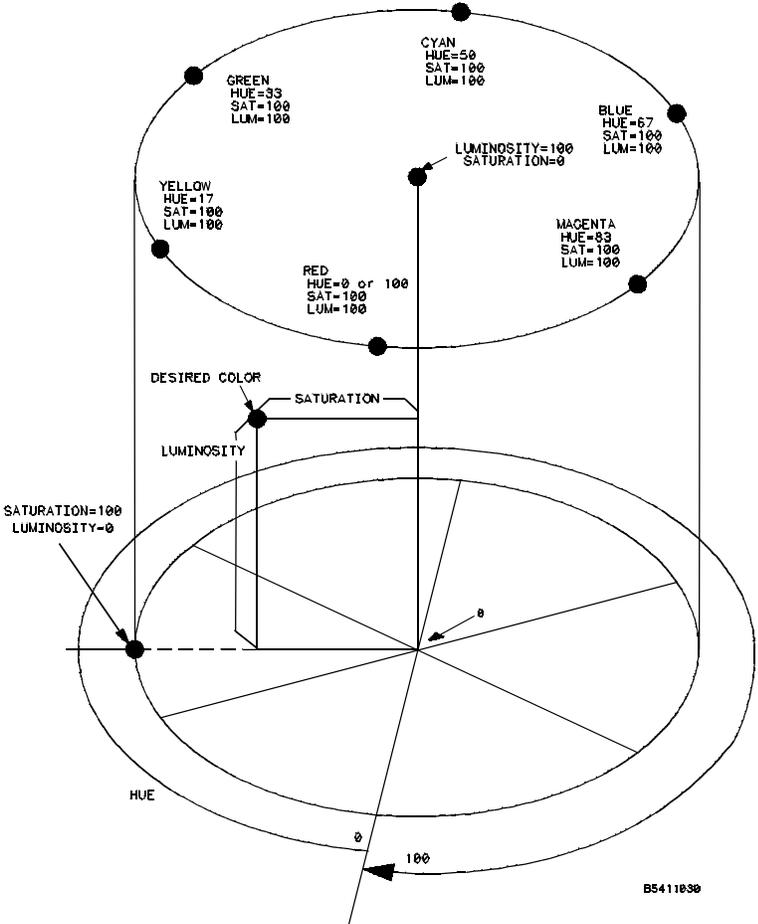 CYAN
HUE=50
SAT=100
LUM=100
GREEN
HUE=33
SAT=100
LUM=100
BLUE
HUE=67
SAT=100
LUM=100
LUMINOSITY=100
SATURATION=0
YELLOW
HUE=17
SAT=100
LUM=100
MAGENTA
HUE=83
SAT=100
LUM=100
RED
HUE=0 or 100
SAT=100
LUM=100
DESIRED COLOR
SATURATION
LUMINOSITY
SATURATION=100
LUMINOSITY=0
0
HUE
0
100
B5411030